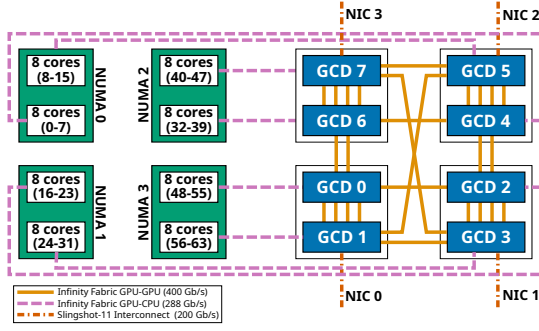 NIC 3
NIC 2
8 cores
(8-15)
NUMA 0
8 cores
(0-7)
NUMA 2
8 cores
(40-47)
8 cores
(32-39)
GCD 7
GCD 6
GCD 5
GCD 4
8 cores
(16-23)
NUMA 1
8 cores
(24-31)
NUMA 3
8 cores
(48-55)
8 cores
(56-63)
GCD 0
GCD 1
GCD 2
GCD 3
NIC 0
NIC 1
Infinity Fabric GPU-GPU (400 Gb/s)
Infinity Fabric GPU-CPU (288 Gb/s)
Slingshot-11 Interconnect (200 Gb/s)